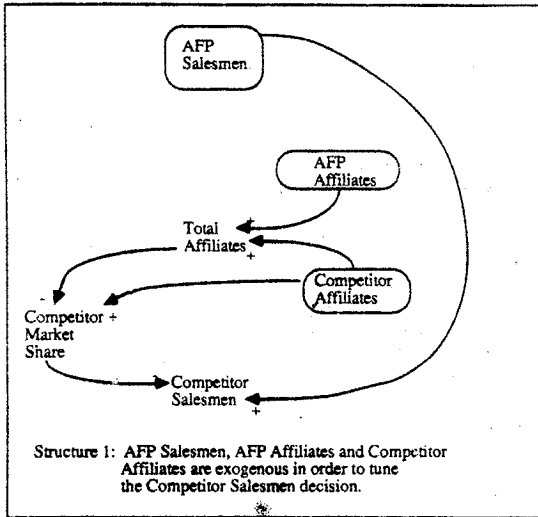 AFP
Salesmen
AFP
Affiliates
+
Total
Affiliates
+
Competitor
Affiliates
-
Competitor +
Market
Share
Competitor
Salesmen
+
Structure 1: AFP Salesmen, AFP Affiliates and Competitor
Affiliates are exogenous in order to tune
the Competitor Salesmen decision.